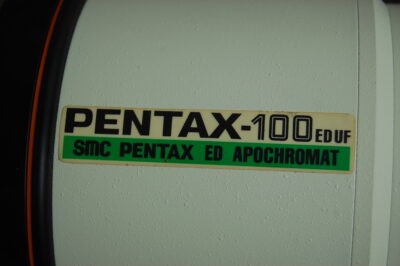 PENTAX-100 ED UF
SMC PENTAX ED APOCHROMAT